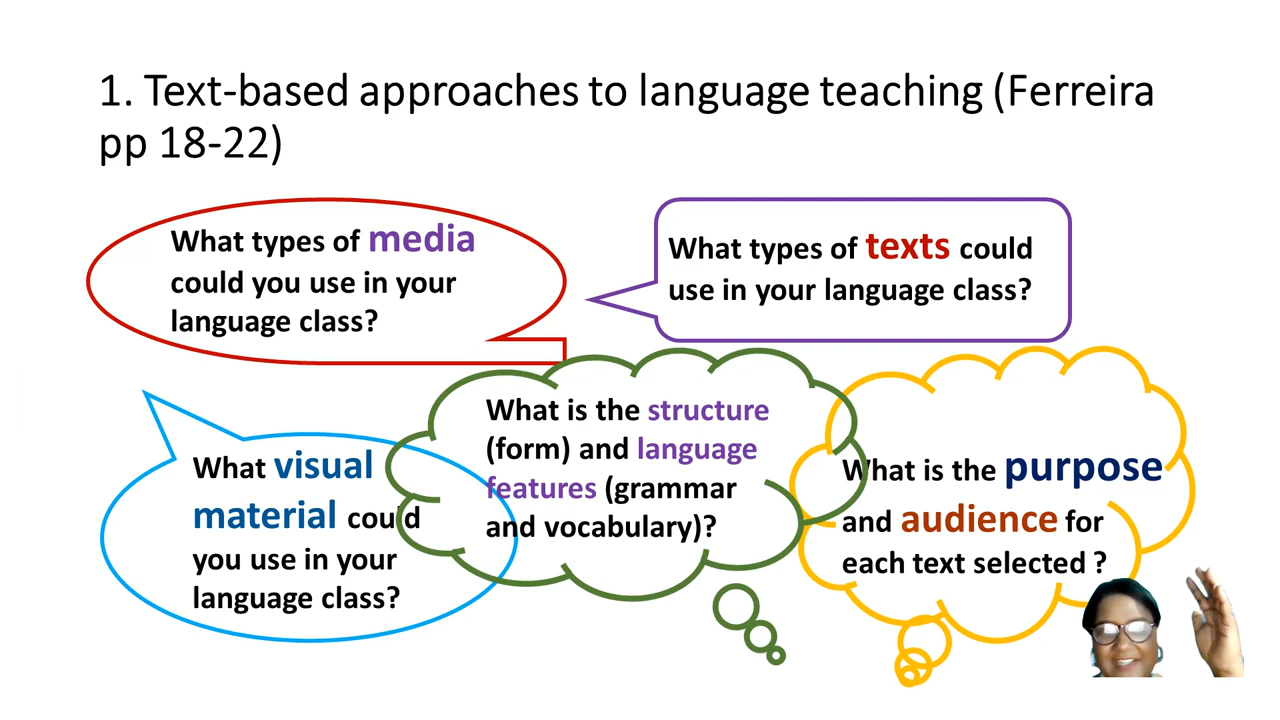 1. Text-based approaches to language teaching (Ferreira
pp 18-22)
What types of media
could you use in your
language class?
What types of texts could
use in your language class?
What visual
material could
you use in your
language class?
What is the structure
(form) and language
features (grammar
and vocabulary)?
What is the purpose
and audience for
each text selected ?